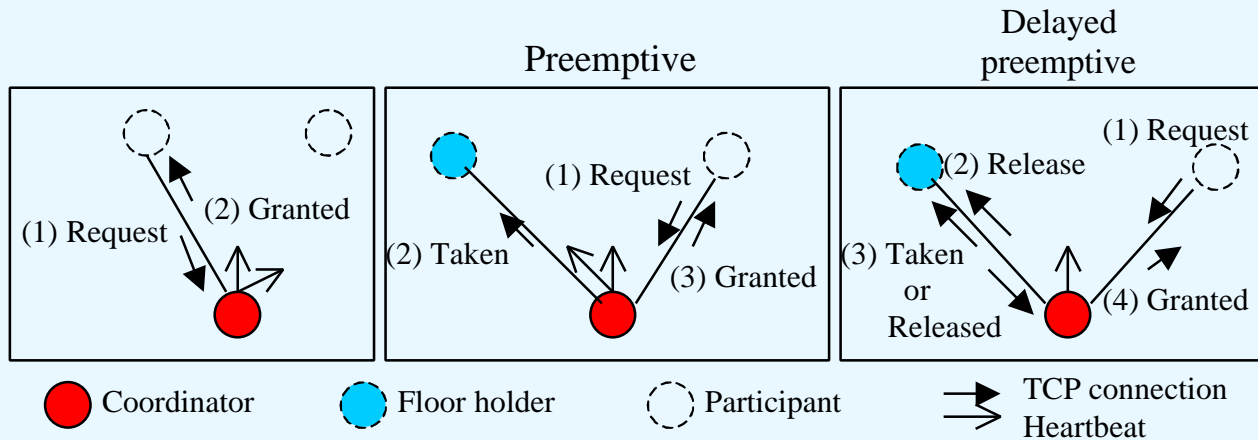 Preemptive
Delayed
preemptive
(2) Granted
(1) Request
(1) Request
(2) Taken
(3) Granted
(1) Request
(2) Release
(3) Taken
or
Released
(4) Granted
Coordinator
Floor holder
Participant
TCP connection
Heartbeat